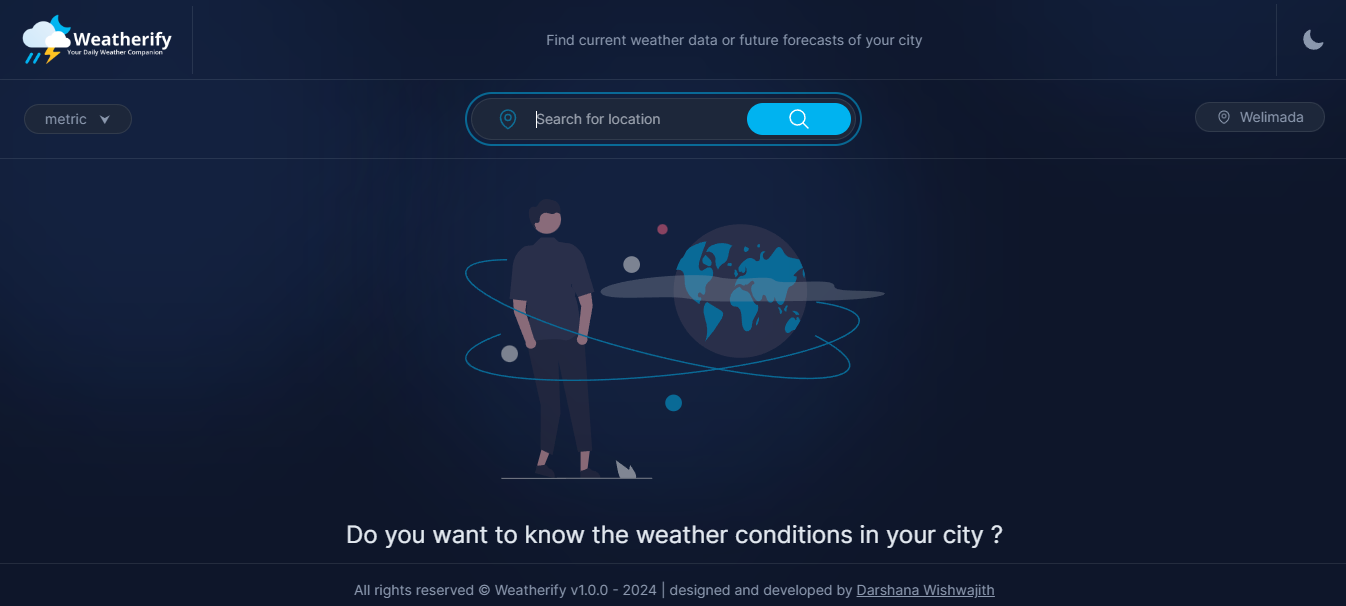 Weatherify
Your Daily Weather Companion
Find current weather data or future forecasts of your city
metric
Search for location
Welimada
Do you want to know the weather conditions in your city ?
All rights reserved © Weatherify v1.0.0 - 2024 | designed and developed by Darshana Wishwajith